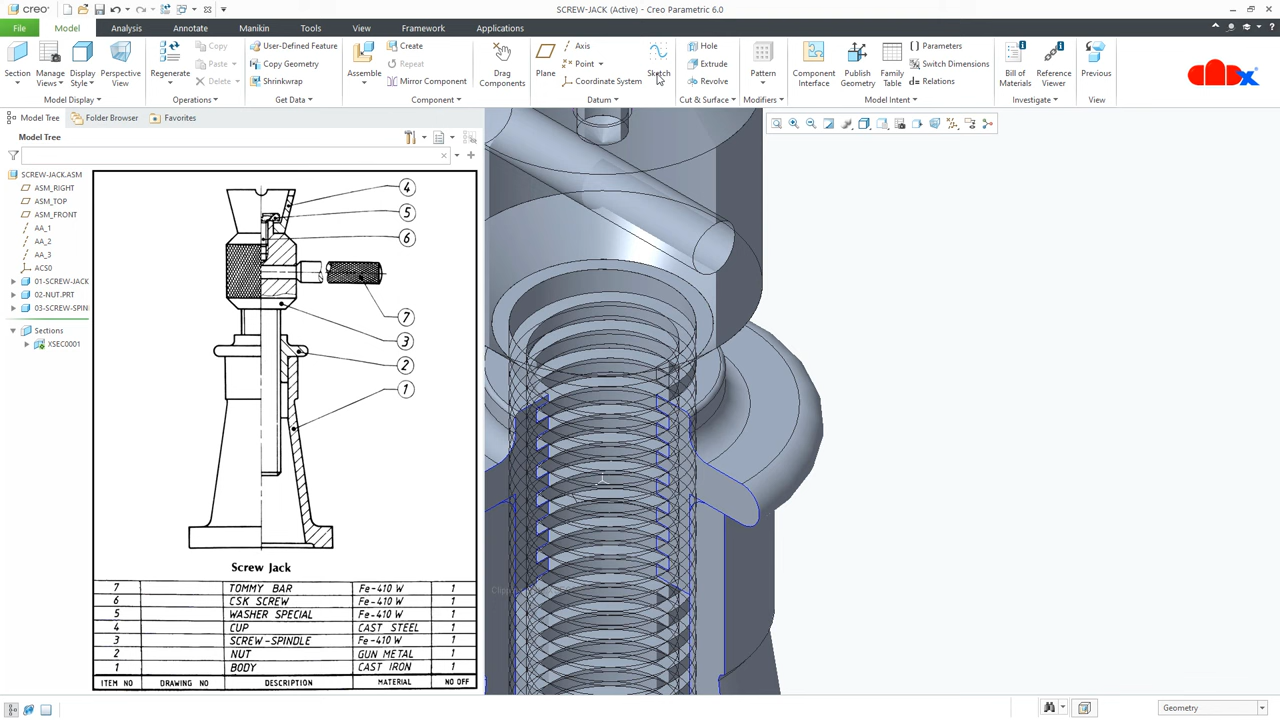 creo
SCREW-JACK (Active) - Creo Parametric 6.0
File
Model
Analysis
Annotate
Manikin
Tools
View
Framework
Applications
Section
Manage Views
Display Style
Perspective View
Model Display
Regenerate
Copy
Paste
Delete
Operations
User-Defined Feature
Copy Geometry
Shrinkwrap
Get Data
Assemble
Create
Repeat
Mirror Component
Drag Components
Component
Plane
Axis
Point
Coordinate System
Sketch
Datum
Hole
Extrude
Revolve
Cut & Surface
Pattern
Modifiers
Component Interface
Publish Geometry
Family Table
Parameters
Switch Dimensions
Relations
Model Intent
Bill of Materials
Reference Viewer
Investigate
Previous
View
Model Tree
Folder Browser
Favorites
Model Tree
SCREW-JACK.ASM
ASM_RIGHT
ASM_TOP
ASM_FRONT
AA_1
AA_2
AA_3
ACS0
01-SCREW-JACK
02-NUT.PRT
03-SCREW-SPIN
Sections
XSEC0001
4
5
6
7
3
2
1
Screw Jack
7 TOMMY BAR Fe-410 W 1
6 CSK SCREW Fe-410 W 1
5 WASHER SPECIAL Fe-410 W 1
4 CUP CAST STEEL 1
3 SCREW-SPINDLE Fe-410 W 1
2 NUT GUN METAL 1
1 BODY CAST IRON 1
ITEM NO DRAWING NO DESCRIPTION MATERIAL NO OFF
Geometry